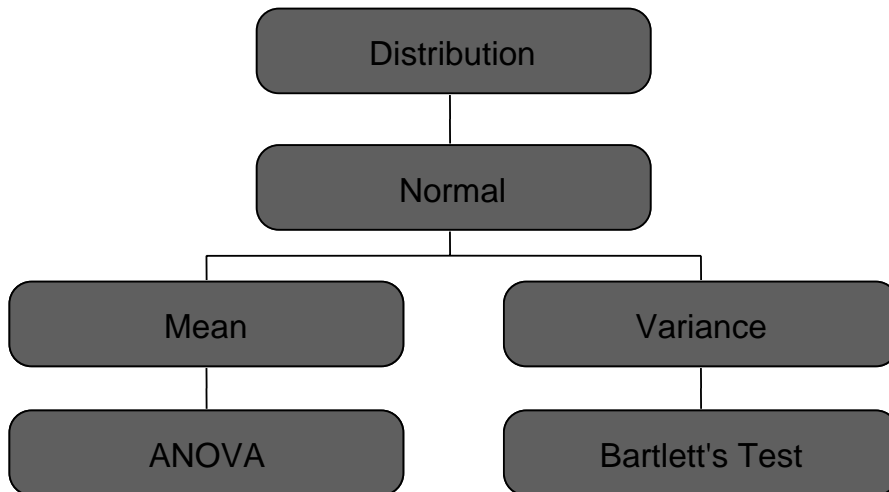 Distribution
Normal
Mean
Variance
ANOVA
Bartlett's Test